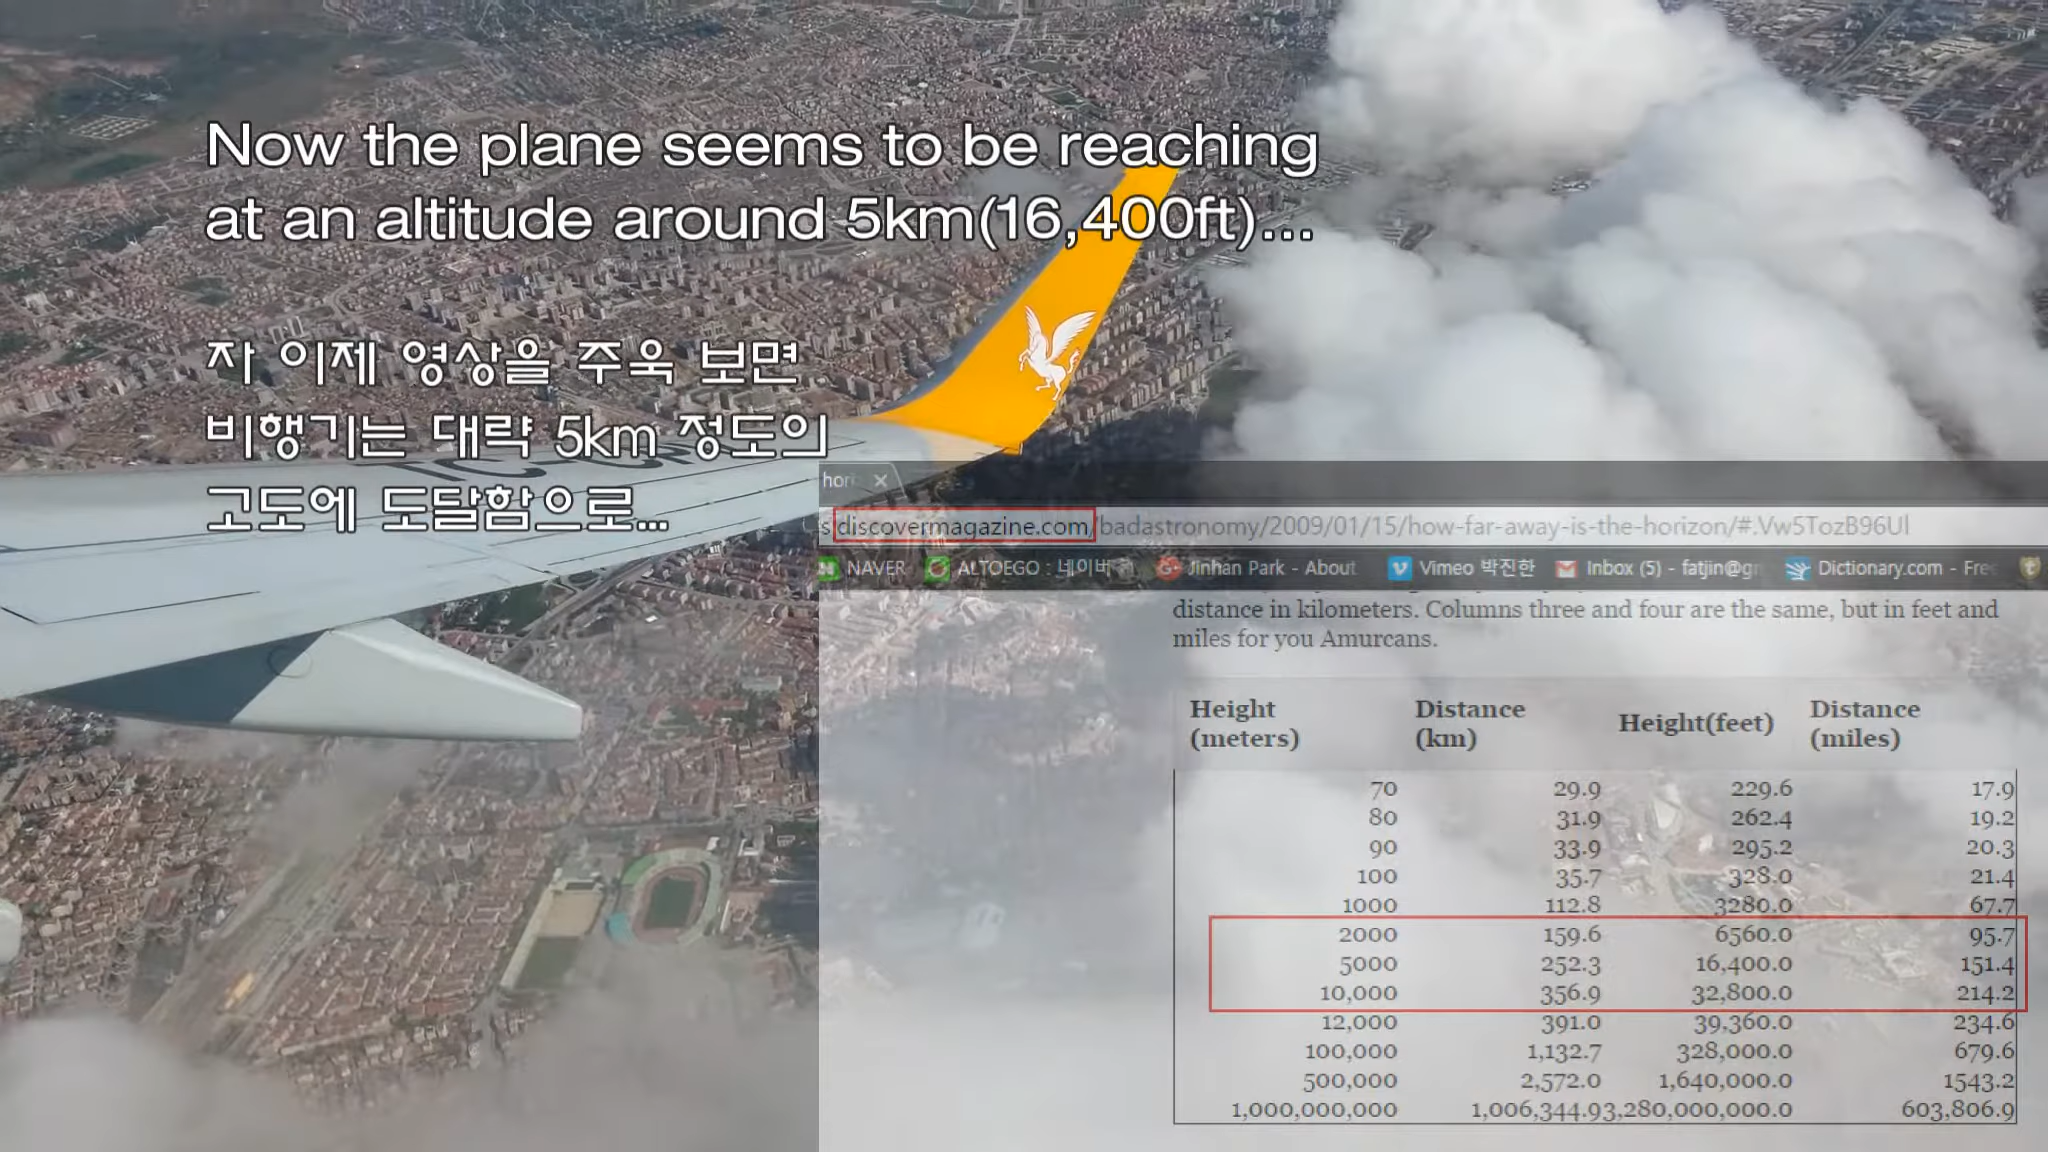 Now the plane seems to be reaching
at an altitude around 5km(16,400ft)...
자 이제 영상을 주욱 보면
비행기는 대략 5km 정도의
고도에 도달함으로...
hori
s discovermagazine.com/badastronomy/2009/01/15/how-far-away-is-the-horizon/#.Vw5TozB96Ul
NAVER ALTOEGO : 네이버 Jinhan Park - About Vimeo 박진한 Inbox (5) - fatjin@gm Dictionary.com - Fre
distance in kilometers. Columns three and four are the same, but in feet and
miles for you Amurcans.
Height (meters) Distance (km) Height(feet) Distance (miles)
70 29.9 229.6 17.9
80 31.9 262.4 19.2
90 33.9 295.2 20.3
100 35.7 328.0 21.4
1000 112.8 3280.0 67.7
2000 159.6 6560.0 95.7
5000 252.3 16,400.0 151.4
10,000 356.9 32,800.0 214.2
12,000 391.0 39,360.0 234.6
100,000 1,132.7 328,000.0 679.6
500,000 2,572.0 1,640,000.0 1543.2
1,000,000,000 1,006,344.9 3,280,000,000.0 603,806.9